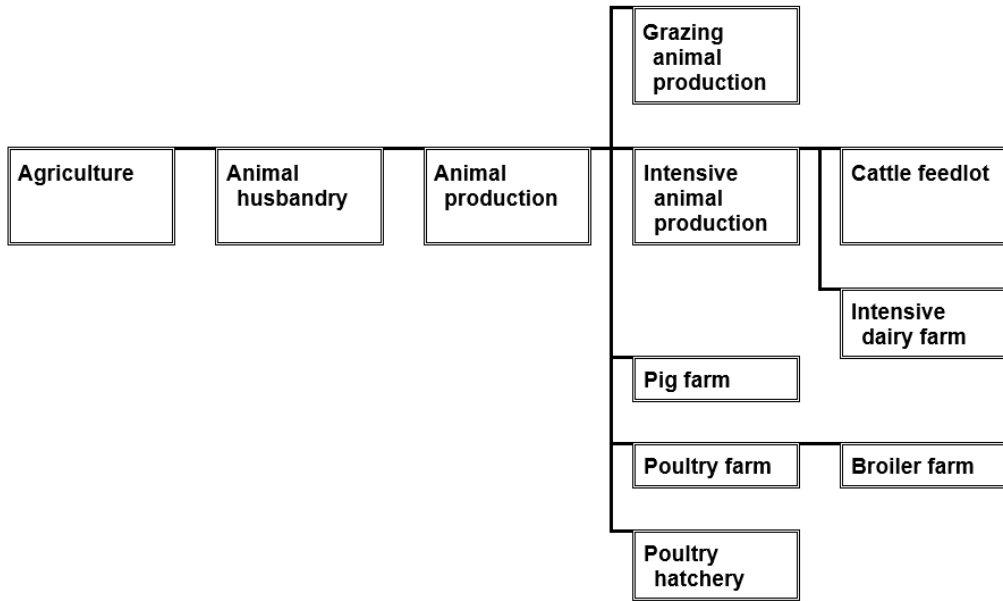 Grazing
animal
production
Agriculture
Animal
husbandry
Animal
production
Intensive
animal
production
Cattle feedlot
Intensive
dairy farm
Pig farm
Poultry farm
Broiler farm
Poultry
hatchery